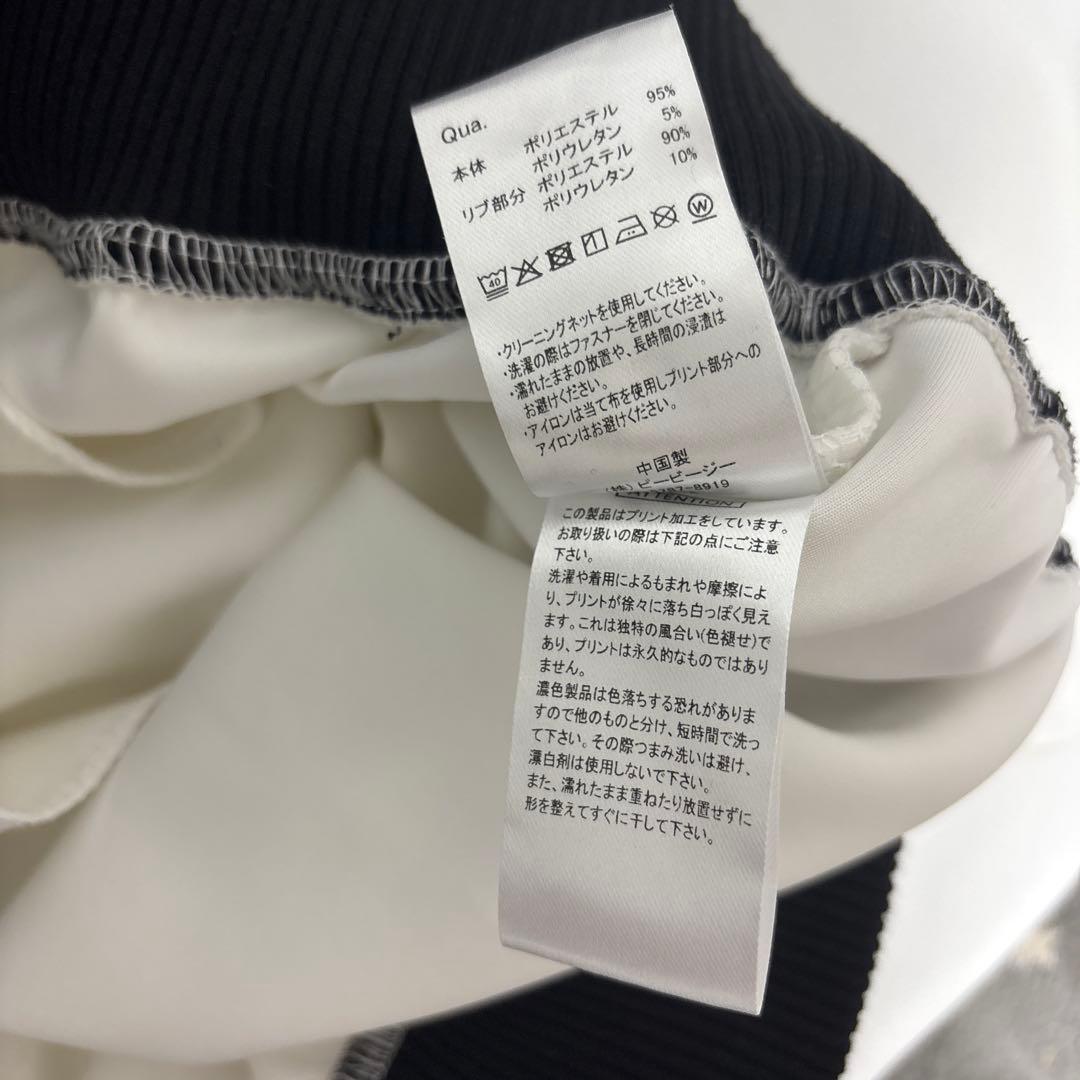 Qua.
本体 ポリエステル 95%
ポリウレタン 5%
リブ部分 ポリエステル 90%
ポリウレタン 10%
40 W
・クリーニングネットを使用してください。
・洗濯の際はファスナーを閉じてください。
・濡れたままの放置や、長時間の浸漬は
お避けください。
・アイロンは当て布を使用しプリント部分への
アイロンはお避けください。
中国製
(株)ビービージー
-8919
ATTENTION
この製品はプリント加工をしています。
お取り扱いの際は下記の点にご注意
下さい。
洗濯や着用によるもまれや摩擦によ
り、プリントが徐々に落ち白っぽく見え
ます。これは独特の風合い(色褪せ)で
あり、プリントは永久的なものではあり
ません。
濃色製品は色落ちする恐れがありま
すので他のものと分け、短時間で洗っ
て下さい。その際つまみ洗いは避け、
漂白剤は使用しないで下さい。
また、濡れたまま重ねたり放置せずに
形を整えてすぐに干して下さい。